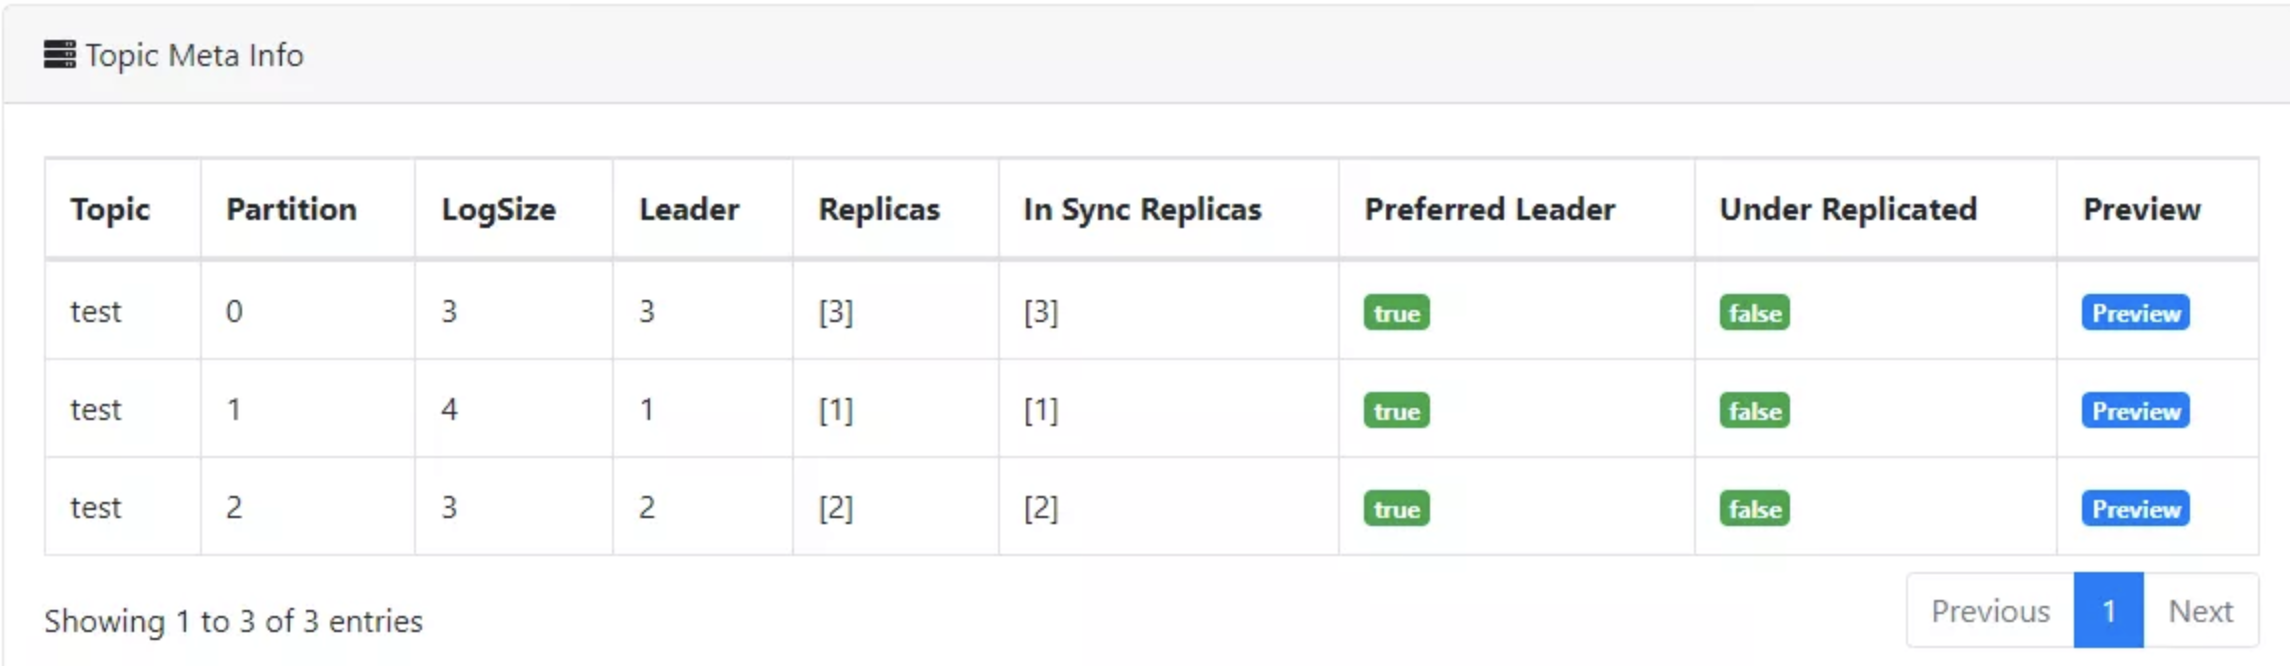 Topic Meta Info
Topic Partition LogSize Leader Replicas In Sync Replicas Preferred Leader Under Replicated Preview
test 0 3 3 [3] [3] true false Preview
test 1 4 1 [1] [1] true false Preview
test 2 3 2 [2] [2] true false Preview
Showing 1 to 3 of 3 entries
Previous 1 Next